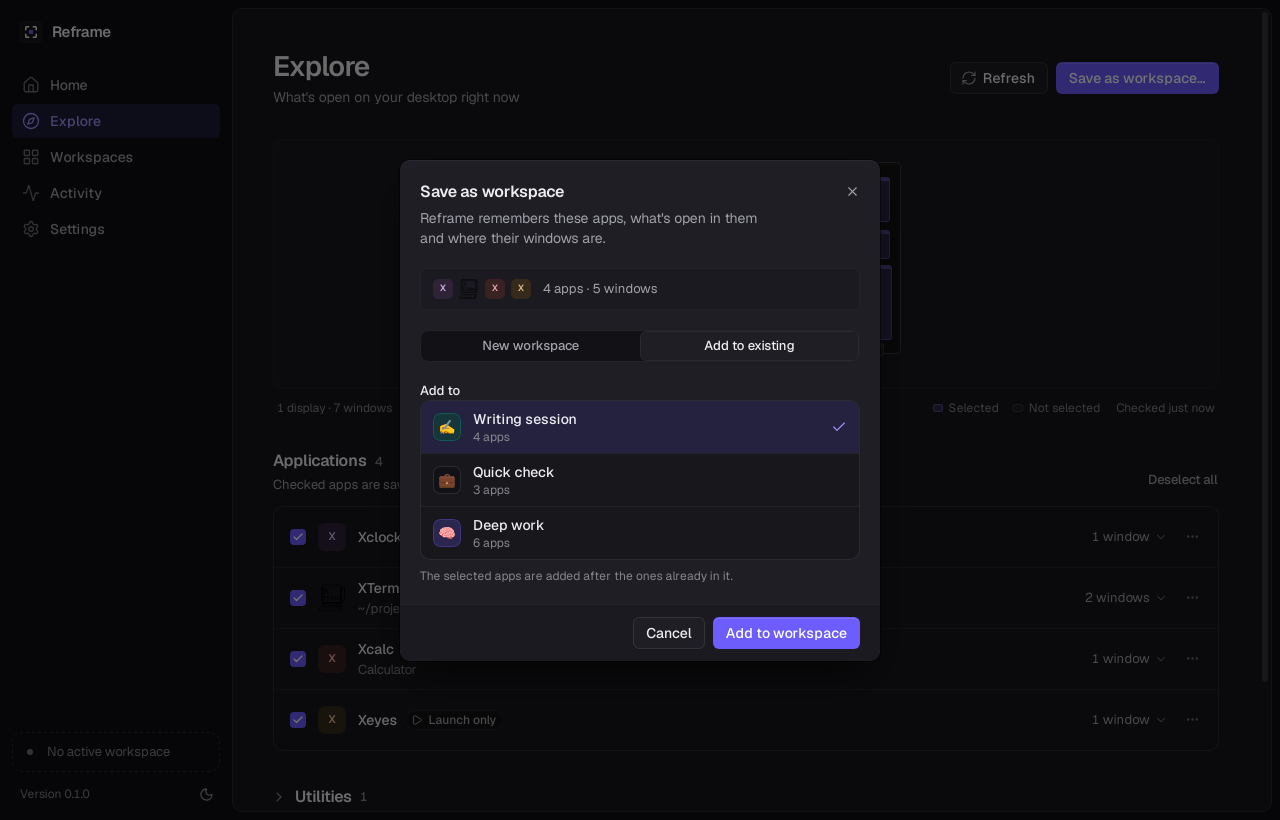 Reframe
Home
Explore
Workspaces
Activity
Settings
No active workspace
Version 0.1.0
Explore
What's open on your desktop right now
Refresh
Save as workspace...
1 display · 7 windows
Selected
Not selected
Checked just now
Applications 4
Checked apps are sav
Deselect all
X Xclock
1 window
XTerm
~/proje
2 windows
X Xcalc
Calculator
1 window
X Xeyes
Launch only
1 window
Utilities 1
Save as workspace
Reframe remembers these apps, what's open in them
and where their windows are.
X X X 4 apps · 5 windows
New workspace
Add to existing
Add to
Writing session
4 apps
Quick check
3 apps
Deep work
6 apps
The selected apps are added after the ones already in it.
Cancel
Add to workspace